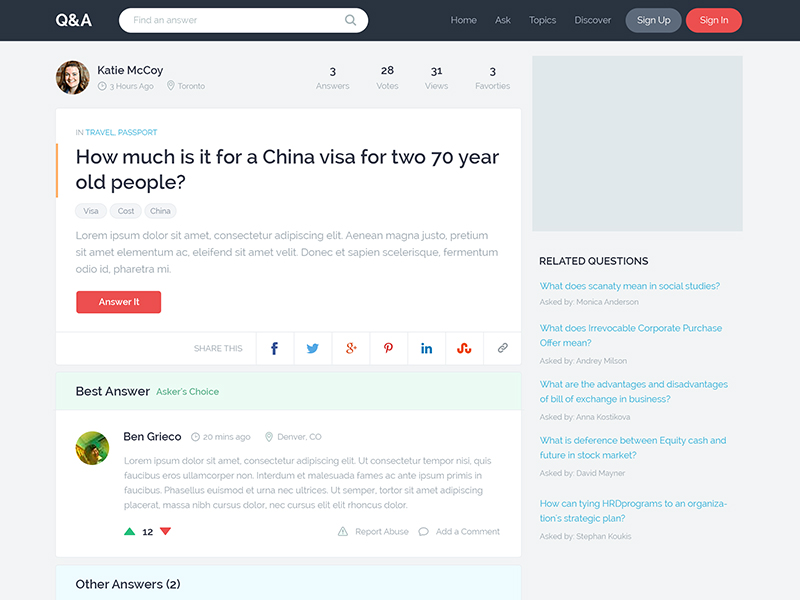 Q&A
Find an answer
Home Ask Topics Discover Sign Up Sign In
Katie McCoy
3 Hours Ago Toronto
3 28 31 3
Answers Votes Views Favorties
IN TRAVEL, PASSPORT
How much is it for a China visa for two 70 year
old people?
Visa Cost China
Lorem ipsum dolor sit amet, consectetur adipiscing elit. Aenean magna justo, pretium
sit amet elementum ac, eleifend sit amet velit. Donec et sapien scelerisque, fermentum
odio id, pharetra mi.
Answer It
SHARE THIS
Best Answer Asker's Choice
Ben Grieco 20 mins ago Denver, CO
Lorem ipsum dolor sit amet, consectetur adipiscing elit. Ut consectetur tempor nisi, quis
faucibus eros ullamcorper non. Interdum et malesuada fames ac ante ipsum primis in
faucibus. Phasellus euismod et urna nec ultrices. Ut semper, tortor sit amet adipiscing
placerat, massa nibh cursus dolor, nec cursus elit elit rhoncus dolor.
12 Report Abuse Add a Comment
Other Answers (2)
RELATED QUESTIONS
What does scanaty mean in social studies?
Asked by: Monica Anderson
What does Irrevocable Corporate Purchase
Offer mean?
Asked by: Andrey Milson
What are the advantages and disadvantages
of bill of exchange in business?
Asked by: Anna Kostikova
What is deference between Equity cash and
future in stock market?
Asked by: David Mayner
How can tying HRDprograms to an organiza-
tion's strategic plan?
Asked by: Stephan Koukis